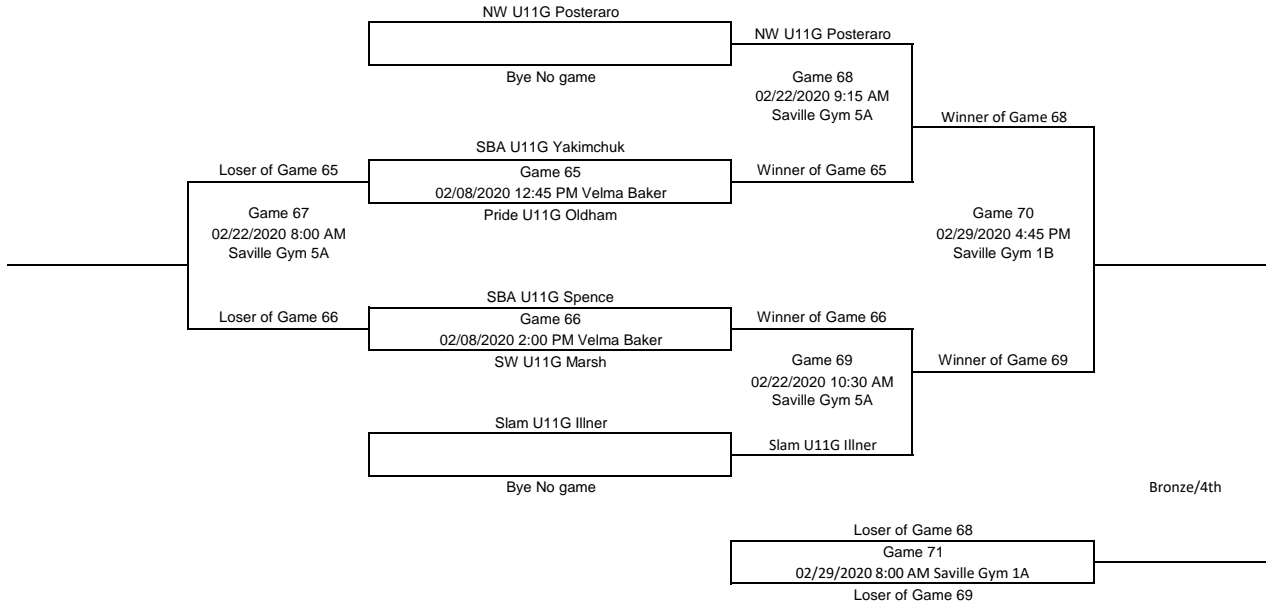 NW U11G Posteraro
NW U11G Posteraro
Bye No game
Game 68
02/22/2020 9:15 AM
Saville Gym 5A
Winner of Game 68
SBA U11G Yakimchuk
Loser of Game 65
Game 65
Winner of Game 65
02/08/2020 12:45 PM Velma Baker
Pride U11G Oldham
Game 67
02/22/2020 8:00 AM
Saville Gym 5A
Game 70
02/29/2020 4:45 PM
Saville Gym 1B
SBA U11G Spence
Loser of Game 66
Game 66
Winner of Game 66
02/08/2020 2:00 PM Velma Baker
SW U11G Marsh
Game 69
02/22/2020 10:30 AM
Saville Gym 5A
Winner of Game 69
Slam U11G Illner
Slam U11G Illner
Bye No game
Bronze/4th
Loser of Game 68
Game 71
02/29/2020 8:00 AM Saville Gym 1A
Loser of Game 69